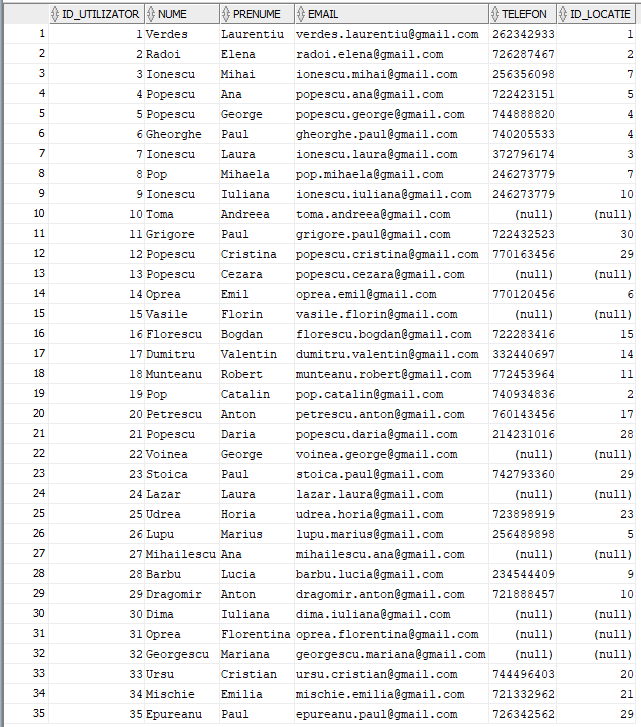 ID_UTILIZATOR NUME PRENUME EMAIL TELEFON ID_LOCATIE
1 1 Verdes Laurentiu verdes.laurentiu@gmail.com 262342933 1
2 2 Radoi Elena radoi.elena@gmail.com 726287467 2
3 3 Ionescu Mihai ionescu.mihai@gmail.com 256356098 7
4 4 Popescu Ana popescu.ana@gmail.com 722423151 5
5 5 Popescu George popescu.george@gmail.com 744888820 4
6 6 Gheorghe Paul gheorghe.paul@gmail.com 740205533 4
7 7 Ionescu Laura ionescu.laura@gmail.com 372796174 3
8 8 Pop Mihaela pop.mihaela@gmail.com 246273779 7
9 9 Ionescu Iuliana ionescu.iuliana@gmail.com 246273779 10
10 10 Toma Andreea toma.andreea@gmail.com (null) (null)
11 11 Grigore Paul grigore.paul@gmail.com 722432523 30
12 12 Popescu Cristina popescu.cristina@gmail.com 770163456 29
13 13 Popescu Cezara popescu.cezara@gmail.com (null) (null)
14 14 Oprea Emil oprea.emil@gmail.com 770120456 6
15 15 Vasile Florin vasile.florin@gmail.com (null) (null)
16 16 Florescu Bogdan florescu.bogdan@gmail.com 722283416 15
17 17 Dumitru Valentin dumitru.valentin@gmail.com 332440697 14
18 18 Munteanu Robert munteanu.robert@gmail.com 772453964 11
19 19 Pop Catalin pop.catalin@gmail.com 740934836 2
20 20 Petrescu Anton petrescu.anton@gmail.com 760143456 17
21 21 Popescu Daria popescu.daria@gmail.com 214231016 28
22 22 Voinea George voinea.george@gmail.com (null) (null)
23 23 Stoica Paul stoica.paul@gmail.com 742793360 29
24 24 Lazar Laura lazar.laura@gmail.com (null) (null)
25 25 Udrea Horia udrea.horia@gmail.com 723898919 23
26 26 Lupu Marius lupu.marius@gmail.com 256489898 5
27 27 Mihailescu Ana mihailescu.ana@gmail.com (null) (null)
28 28 Barbu Lucia barbu.lucia@gmail.com 234544409 9
29 29 Dragomir Anton dragomir.anton@gmail.com 721888457 10
30 30 Dima Iuliana dima.iuliana@gmail.com (null) (null)
31 31 Oprea Florentina oprea.florentina@gmail.com (null) (null)
32 32 Georgescu Mariana georgescu.mariana@gmail.com (null) (null)
33 33 Ursu Cristian ursu.cristian@gmail.com 744496403 20
34 34 Mischie Emilia mischie.emilia@gmail.com 721332962 21
35 35 Epureanu Paul epureanu.paul@gmail.com 726342562 29